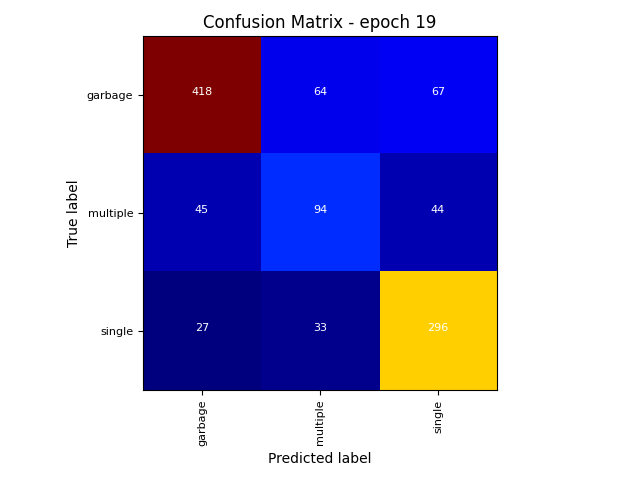 Confusion Matrix - epoch 19
True label
garbage
418 64 67
multiple
45 94 44
single
27 33 296
garbage
multiple
single
Predicted label